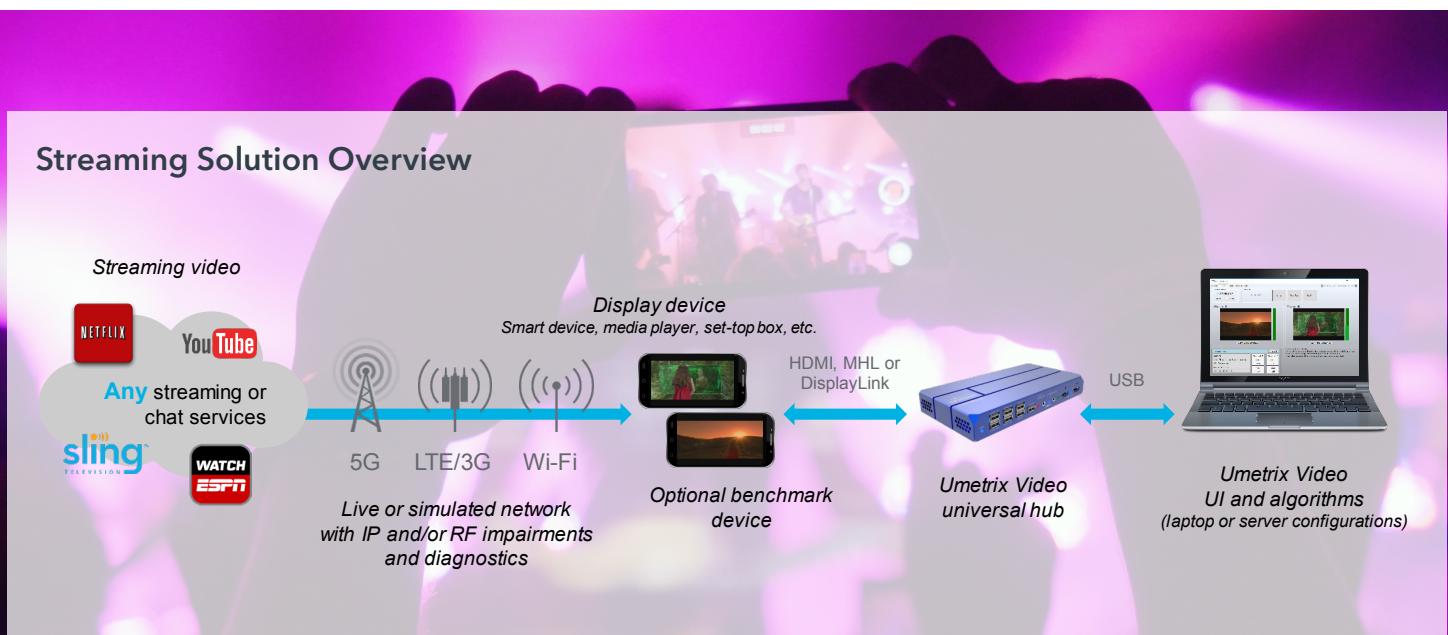 Streaming Solution Overview
Streaming video
NETFLIX
YouTube
Any streaming or
chat services
sling
TELEVISION
WATCH
ESPN
5G
LTE/3G
Wi-Fi
Live or simulated network
with IP and/or RF impairments
and diagnostics
Display device
Smart device, media player, set-top box, etc.
Optional benchmark
device
HDMI, MHL or
DisplayLink
Umetrix Video
universal hub
USB
Umetrix Video
UI and algorithms
(laptop or server configurations)